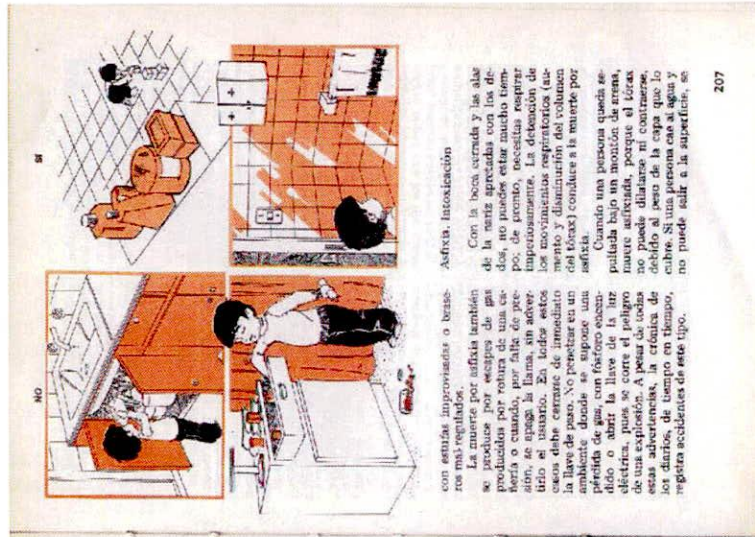 NO
SÍ
con estufas improvisadas o brase-
ros mal regulados.
La muerte por asfixia también
se produce por escapes de gas
producidos por rotura de una ca-
ñería o cuando, por falta de pre-
sión, se apaga la llama, sin adver-
tirlo el usuario. En todos estos
casos debe cerrarse de inmediato
la llave de paso. No penetrar en un
ambiente donde se supone una
pérdida de gas, con fósforo encen-
dido o abrir la llave de la luz
eléctrica, pues se corre el peligro
de una explosión. A pesar de todas
estas advertencias, la crónica de
los diarios, de tiempo en tiempo,
registra accidentes de este tipo.
Asfixia. Intoxicación
Con la boca cerrada y las alas
de la nariz apretadas con los de-
dos, no puedes estar mucho tiem-
po; de pronto, necesitas respirar
imperiosamente. La detención de
los movimientos respiratorios (au-
mento y disminución del volumen
del tórax) conduce a la muerte por
asfixia.
Cuando una persona queda se-
pultada bajo un montón de arena,
muere asfixiada, porque el tórax
no puede dilatarse ni contraerse,
debido al peso de la capa que lo
cubre. Si una persona cae al agua y
no puede salir a la superficie, se
207